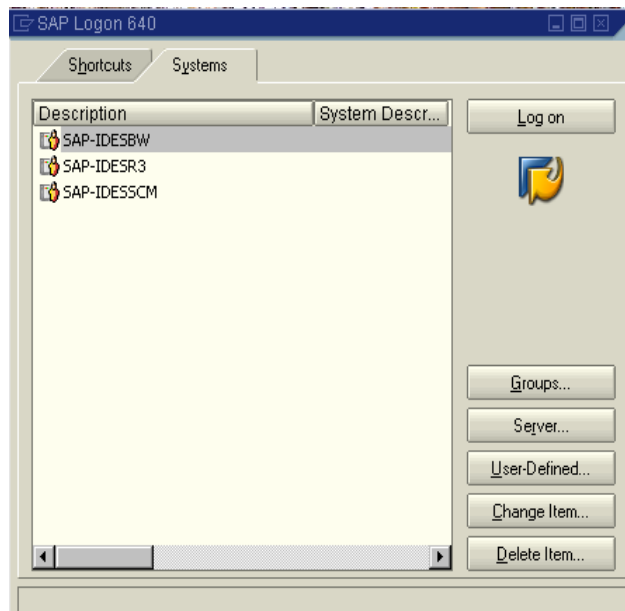 SAP Logon 640
Shortcuts Systems
Description System Descr...
SAP-IDESBW
SAP-IDESR3
SAP-IDESSCM
Log on
Groups...
Server...
User-Defined...
Change Item...
Delete Item...